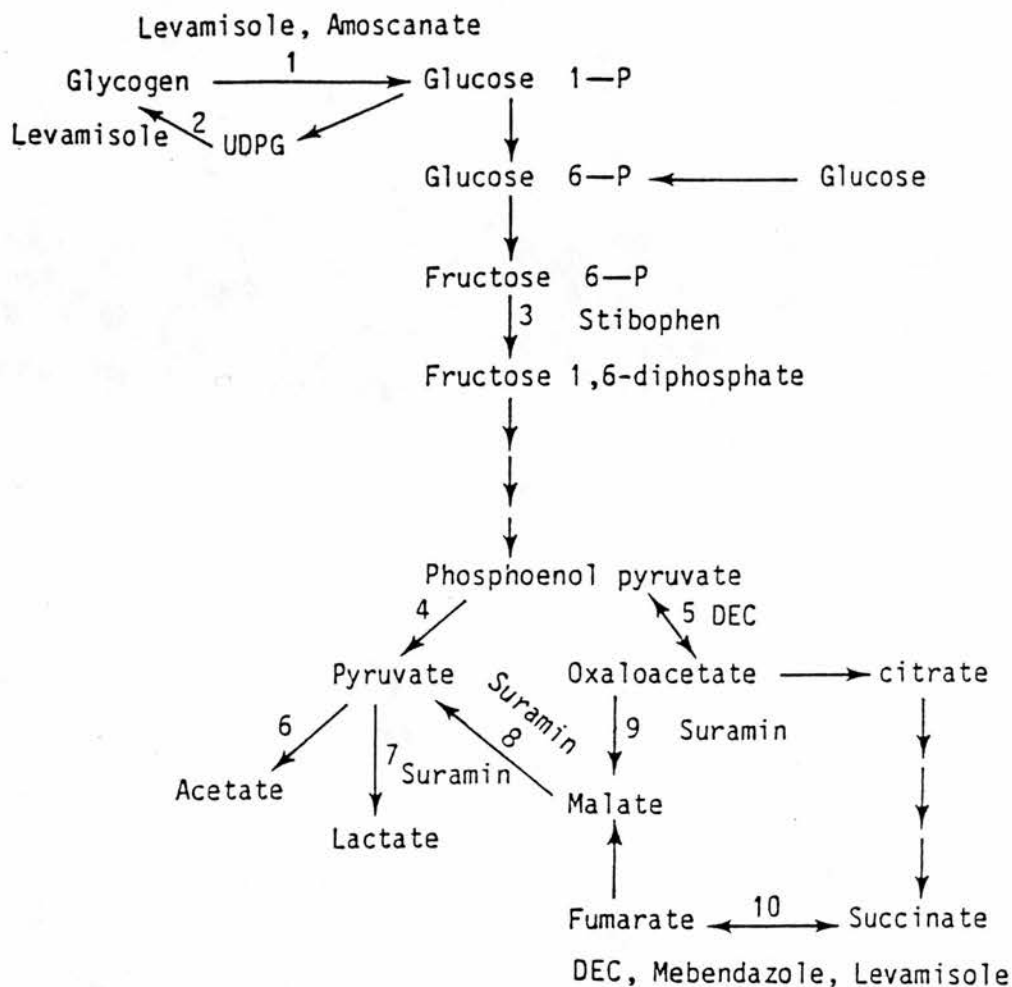 Levamisole, Amoscanate
1
Glycogen Glucose 1—P
2
Levamisole UDPG
Glucose 6—P Glucose
Fructose 6—P
3 Stibophen
Fructose 1,6-diphosphate
Phosphoenol pyruvate
4 5 DEC
Pyruvate Suramin Oxaloacetate citrate
6 7 Suramin 8 9 Suramin
Acetate Malate
Lactate
Fumarate 10 Succinate
DEC, Mebendazole, Levamisole